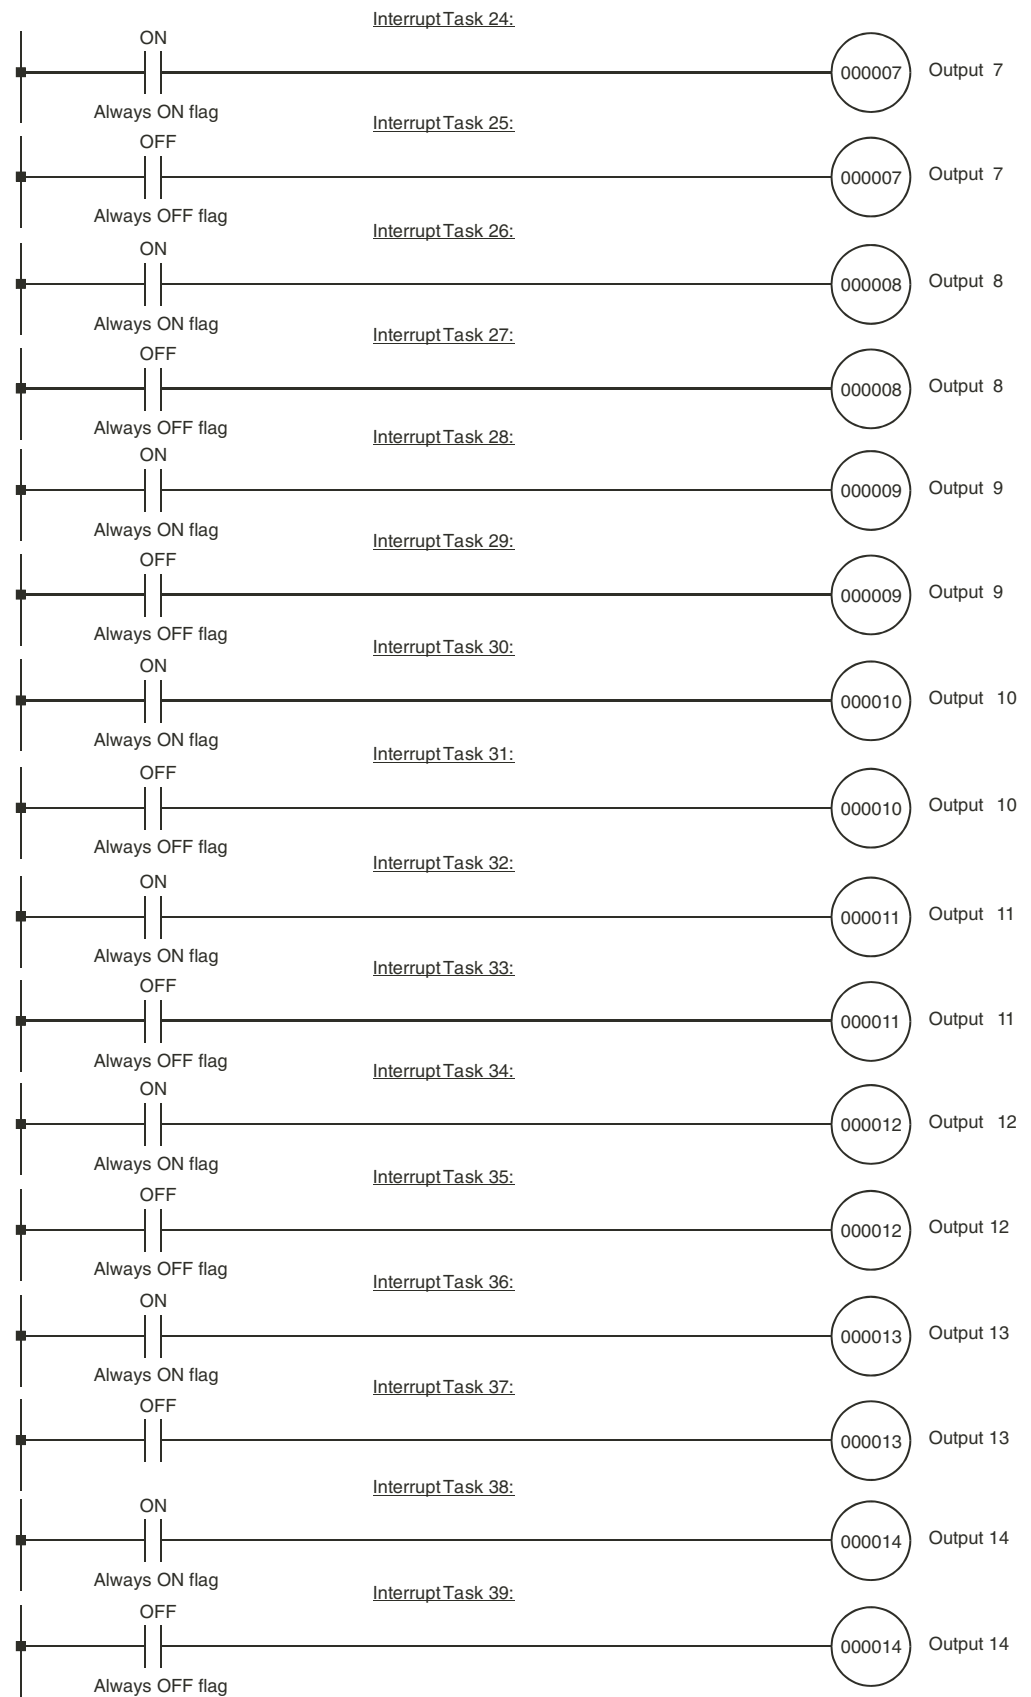 Interrupt Task 24:
ON
000007 Output 7
Always ON flag
Interrupt Task 25:
OFF
000007 Output 7
Always OFF flag
Interrupt Task 26:
ON
000008 Output 8
Always ON flag
Interrupt Task 27:
OFF
000008 Output 8
Always OFF flag
Interrupt Task 28:
ON
000009 Output 9
Always ON flag
Interrupt Task 29:
OFF
000009 Output 9
Always OFF flag
Interrupt Task 30:
ON
000010 Output 10
Always ON flag
Interrupt Task 31:
OFF
000010 Output 10
Always OFF flag
Interrupt Task 32:
ON
000011 Output 11
Always ON flag
Interrupt Task 33:
OFF
000011 Output 11
Always OFF flag
Interrupt Task 34:
ON
000012 Output 12
Always ON flag
Interrupt Task 35:
OFF
000012 Output 12
Always OFF flag
Interrupt Task 36:
ON
000013 Output 13
Always ON flag
Interrupt Task 37:
OFF
000013 Output 13
Interrupt Task 38:
ON
000014 Output 14
Always ON flag
Interrupt Task 39:
OFF
000014 Output 14
Always OFF flag